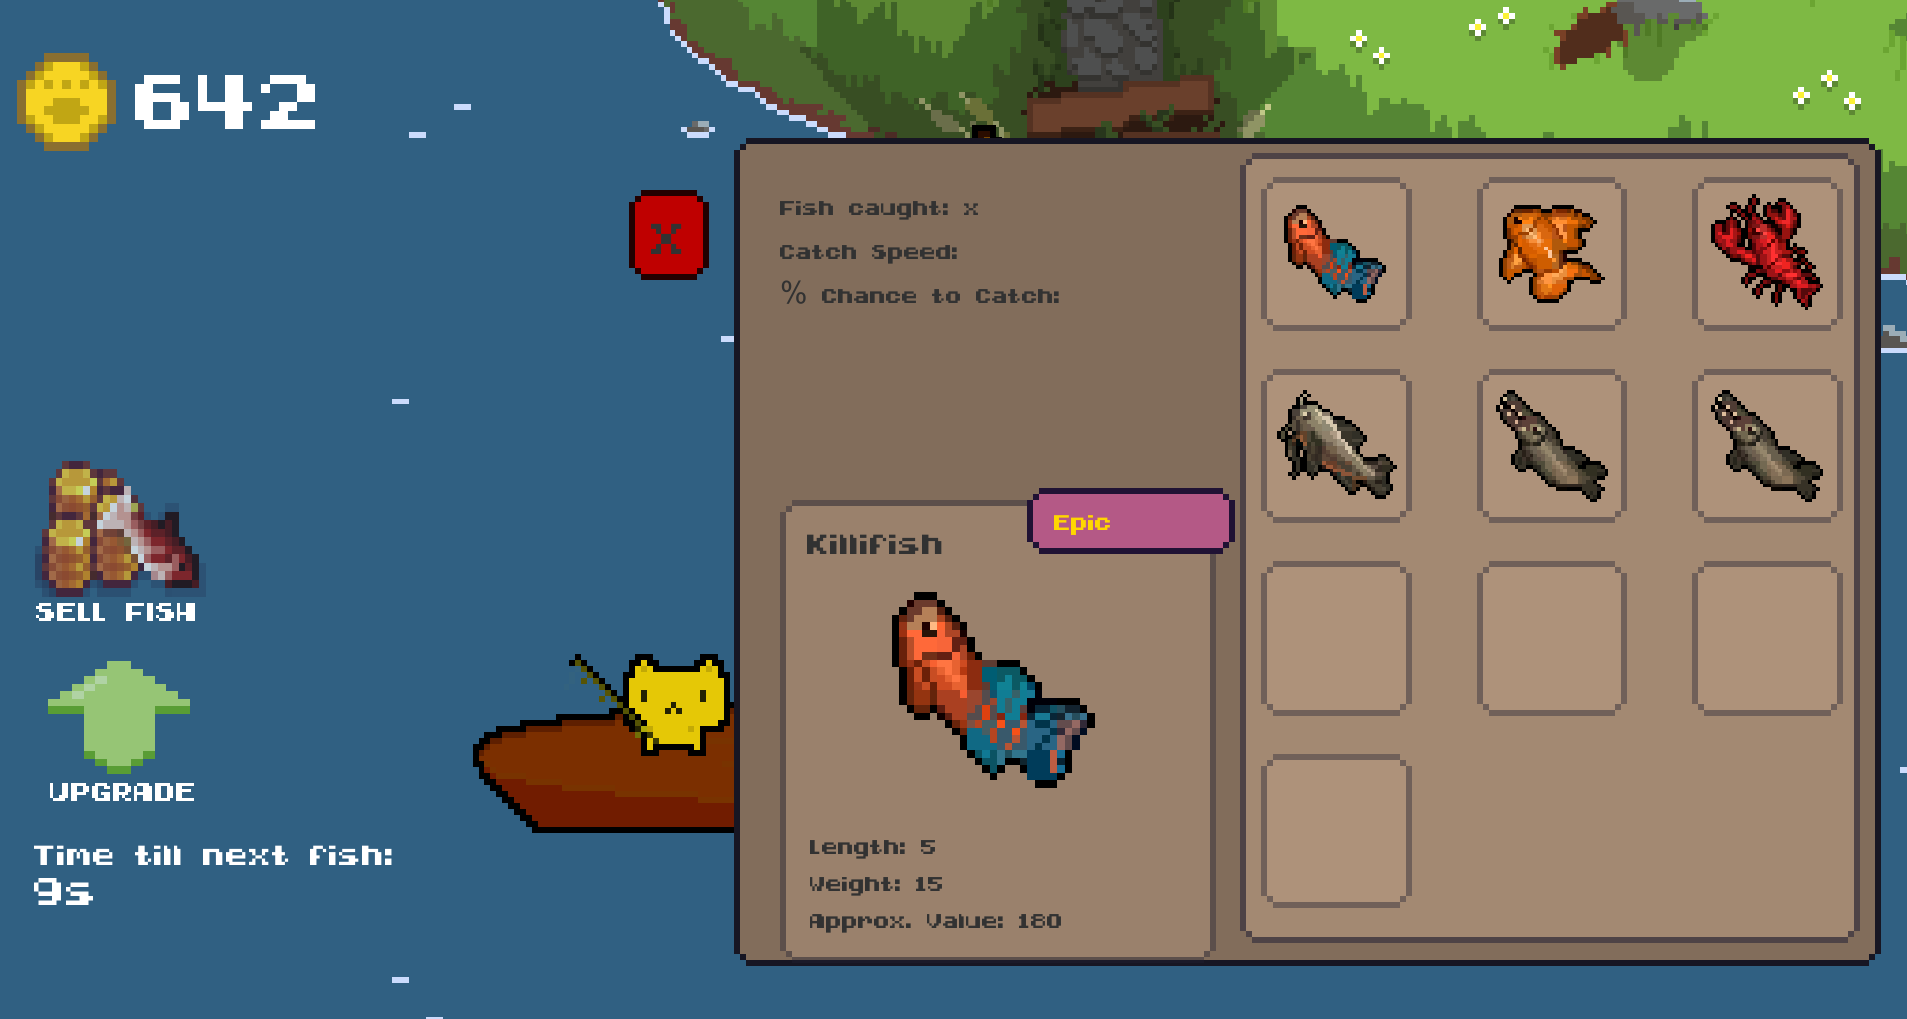 642
X
Fish caught: x
Catch Speed:
% Chance to Catch:
Epic
Killifish
Length: 5
Weight: 15
Approx. Value: 180
SELL FISH
UPGRADE
Time till next fish:
9s